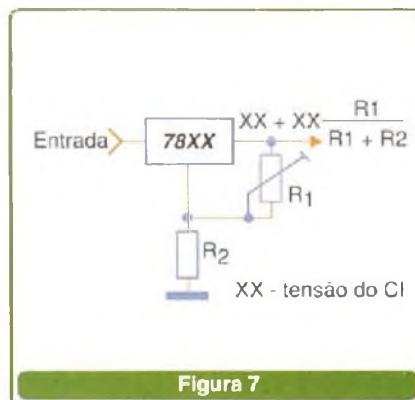 XX + XX R1
R1 + R2
Entrada
78XX
R1
R2
XX - tensão do CI
Figura 7